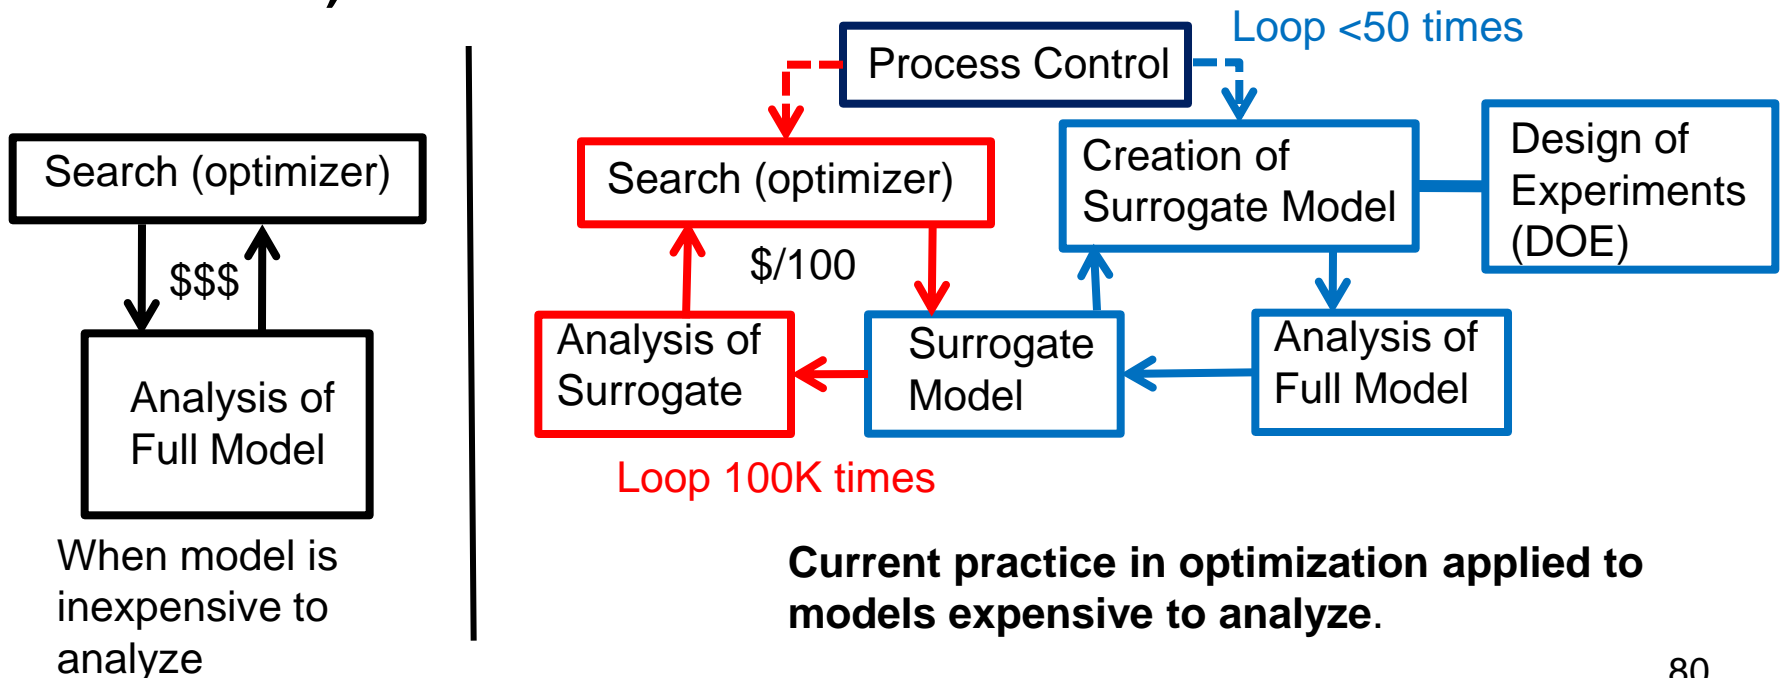 Search (optimizer)
$$$
Analysis of
Full Model
When model is
inexpensive to
analyze
Loop <50 times
Process Control
Search (optimizer)
Creation of
Surrogate Model
Design of
Experiments
(DOE)
$/100
Analysis of
Surrogate
Surrogate
Model
Analysis of
Full Model
Loop 100K times
Current practice in optimization applied to
models expensive to analyze.
80